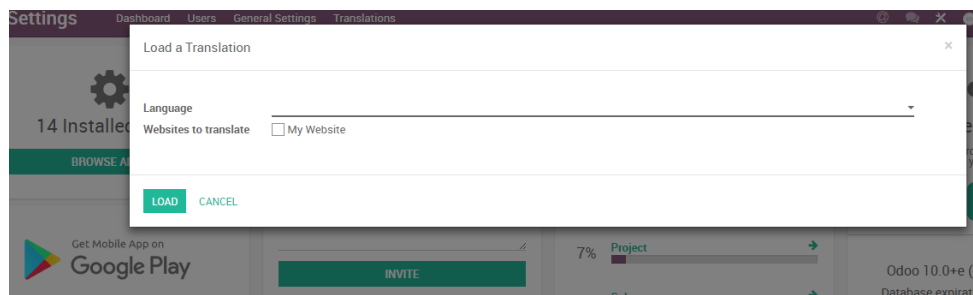 Settings Dashboard Users General Settings Translations
Load a Translation ×
Language
14 Installed Websites to translate My Website
BROWSE
LOAD CANCEL
Get Mobile App on
Google Play
INVITE
7% Project
Odoo 10.0+e (
Database